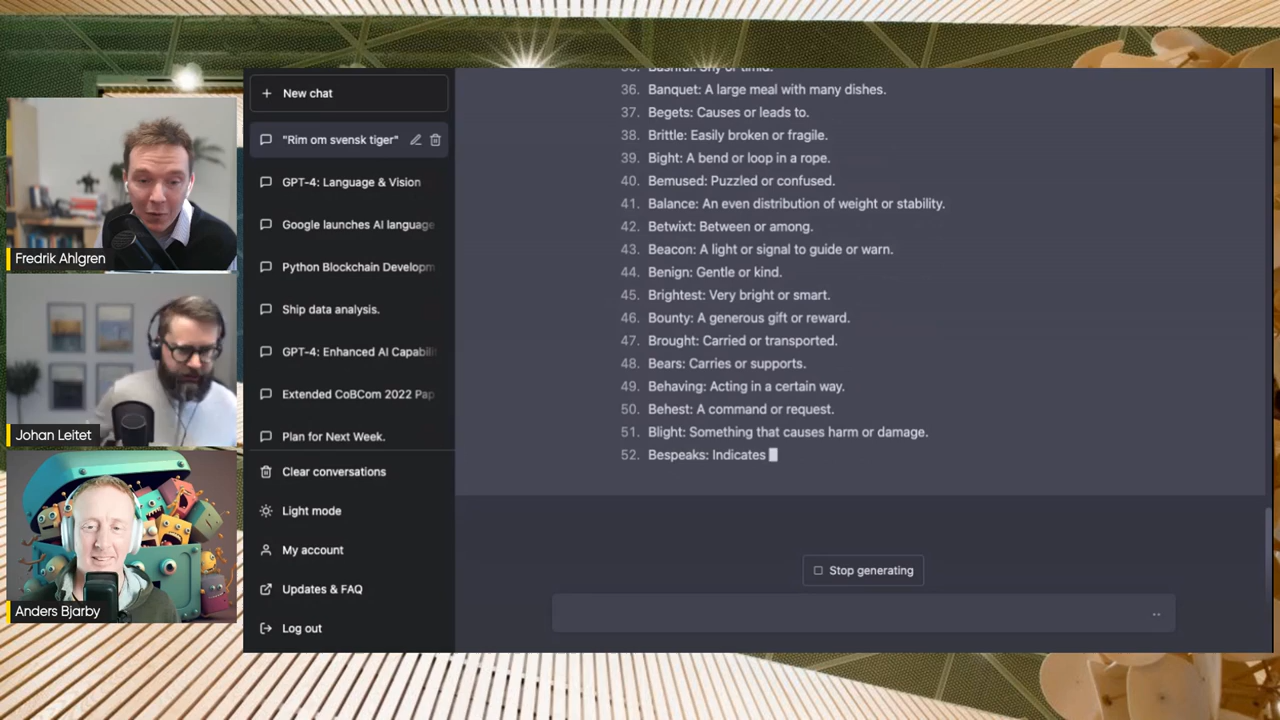 Fredrik Ahlgren
Johan Leitet
Anders Bjarby
New chat
"Rim om svensk tiger"
GPT-4: Language & Vision
Google launches AI language
Python Blockchain Developm
Ship data analysis.
GPT-4: Enhanced AI Capabili
Extended CoBCom 2022 Pap
Plan for Next Week.
Clear conversations
Light mode
My account
Updates & FAQ
Log out
35. Bashful: Shy or timid.
36. Banquet: A large meal with many dishes.
37. Begets: Causes or leads to.
38. Brittle: Easily broken or fragile.
39. Bight: A bend or loop in a rope.
40. Bemused: Puzzled or confused.
41. Balance: An even distribution of weight or stability.
42. Betwixt: Between or among.
43. Beacon: A light or signal to guide or warn.
44. Benign: Gentle or kind.
45. Brightest: Very bright or smart.
46. Bounty: A generous gift or reward.
47. Brought: Carried or transported.
48. Bears: Carries or supports.
49. Behaving: Acting in a certain way.
50. Behest: A command or request.
51. Blight: Something that causes harm or damage.
52. Bespeaks: Indicates
Stop generating